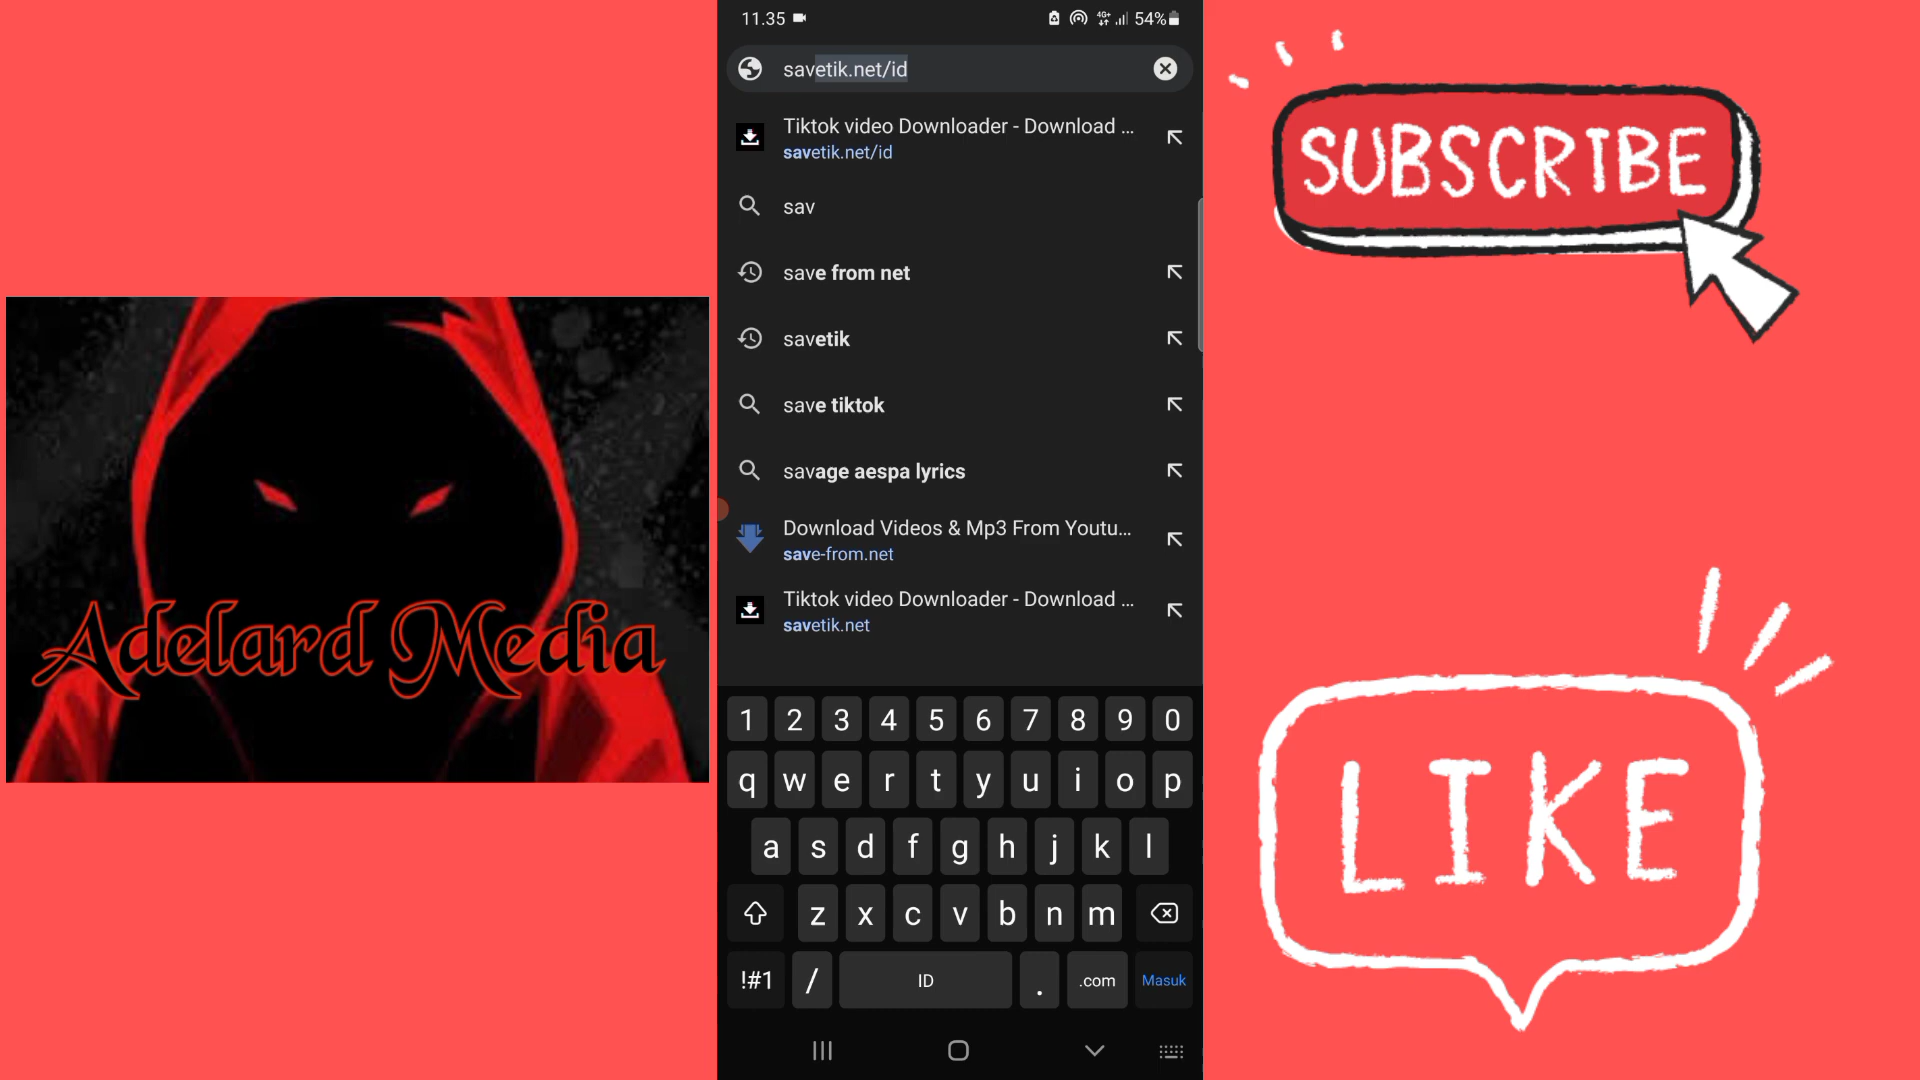 11.35
4G+
54%
savetik.net/id
Tiktok video Downloader - Download ...
savetik.net/id
sav
save from net
savetik
save tiktok
savage aespa lyrics
Download Videos & Mp3 From Youtu...
save-from.net
Tiktok video Downloader - Download ...
savetik.net
1 2 3 4 5 6 7 8 9 0
q w e r t y u i o p
a s d f g h j k l
z x c v b n m
!#1 / ID . .com Masuk
Adelard Media
SUBSCRIBE
LIKE